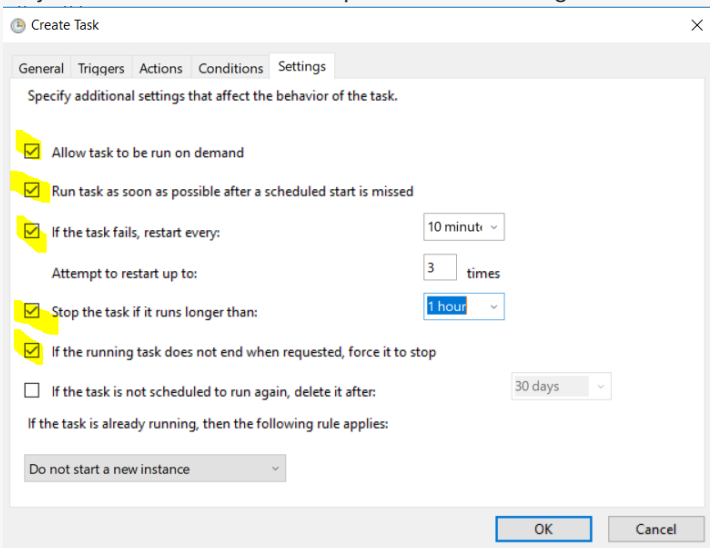 Create Task
General Triggers Actions Conditions Settings
Specify additional settings that affect the behavior of the task.
Allow task to be run on demand
Run task as soon as possible after a scheduled start is missed
If the task fails, restart every: 10 minut
Attempt to restart up to: 3 times
Stop the task if it runs longer than: 1 hour
If the running task does not end when requested, force it to stop
If the task is not scheduled to run again, delete it after: 30 days
If the task is already running, then the following rule applies:
Do not start a new instance
OK Cancel